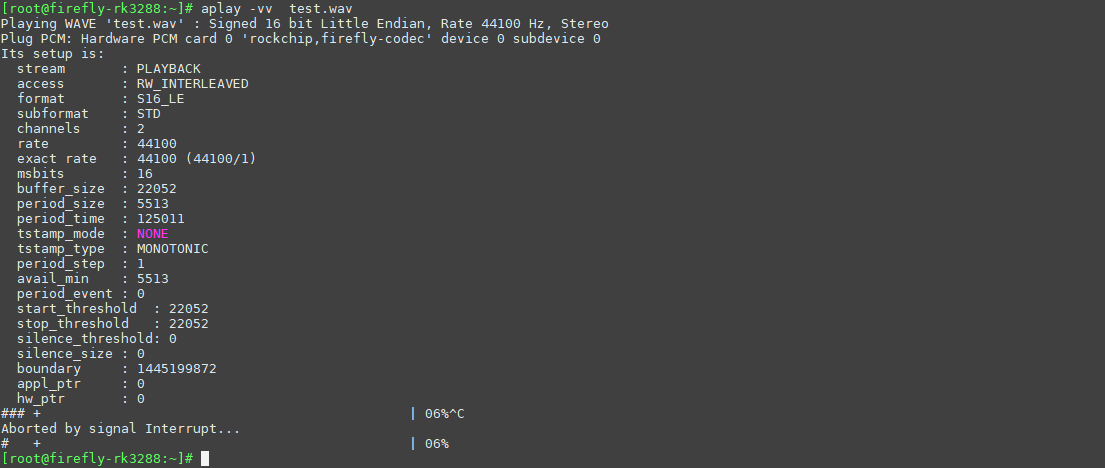 [root@firefly-rk3288:~]# aplay -vv  test.wav
Playing WAVE 'test.wav' : Signed 16 bit Little Endian, Rate 44100 Hz, Stereo
Plug PCM: Hardware PCM card 0 'rockchip,firefly-codec' device 0 subdevice 0
Its setup is:
  stream       : PLAYBACK
  access       : RW_INTERLEAVED
  format       : S16_LE
  subformat    : STD
  channels     : 2
  rate         : 44100
  exact rate   : 44100 (44100/1)
  msbits       : 16
  buffer_size  : 22052
  period_size  : 5513
  period_time  : 125011
  tstamp_mode  : NONE
  tstamp_type  : MONOTONIC
  period_step  : 1
  avail_min    : 5513
  period_event : 0
  start_threshold  : 22052
  stop_threshold   : 22052
  silence_threshold: 0
  silence_size : 0
  boundary     : 1445199872
  appl_ptr     : 0
  hw_ptr       : 0
### +                                              | 06%^C
Aborted by signal Interrupt...
#   +                                              | 06%
[root@firefly-rk3288:~]#